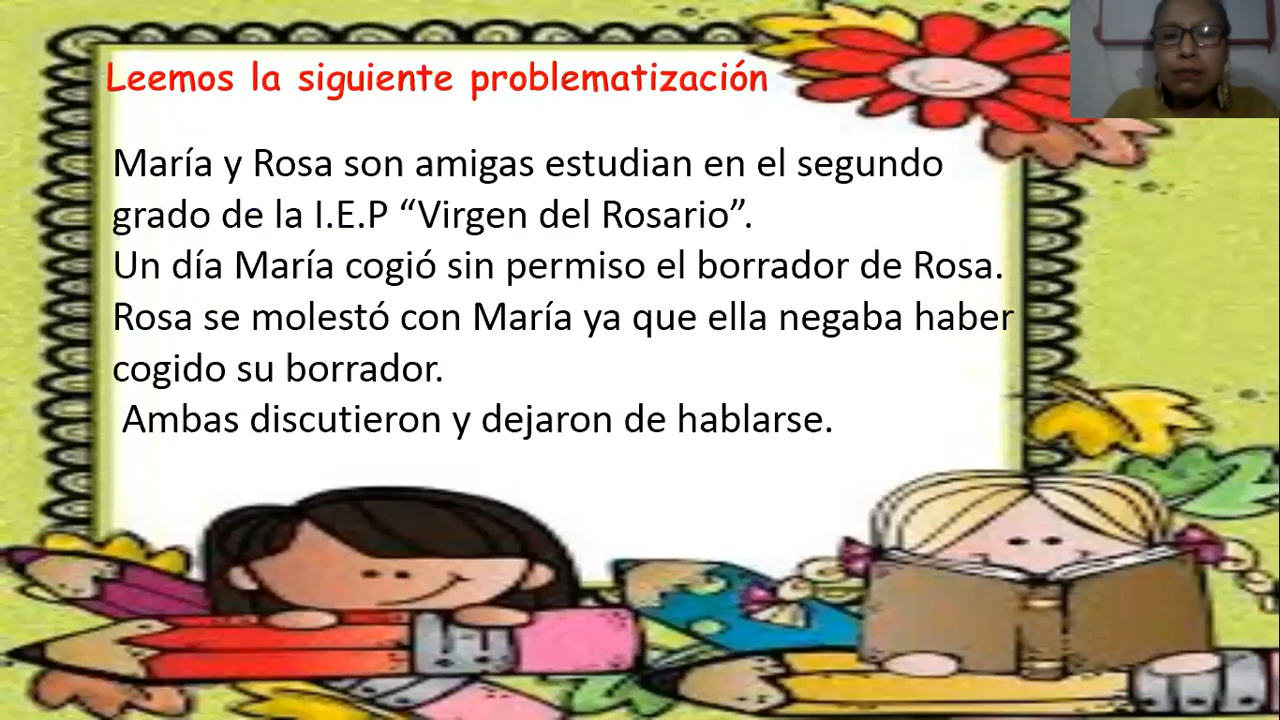 Leemos la siguiente problematización
María y Rosa son amigas estudian en el segundo
grado de la I.E.P “Virgen del Rosario”.
Un día María cogió sin permiso el borrador de Rosa.
Rosa se molestó con María ya que ella negaba haber
cogido su borrador.
Ambas discutieron y dejaron de hablarse.